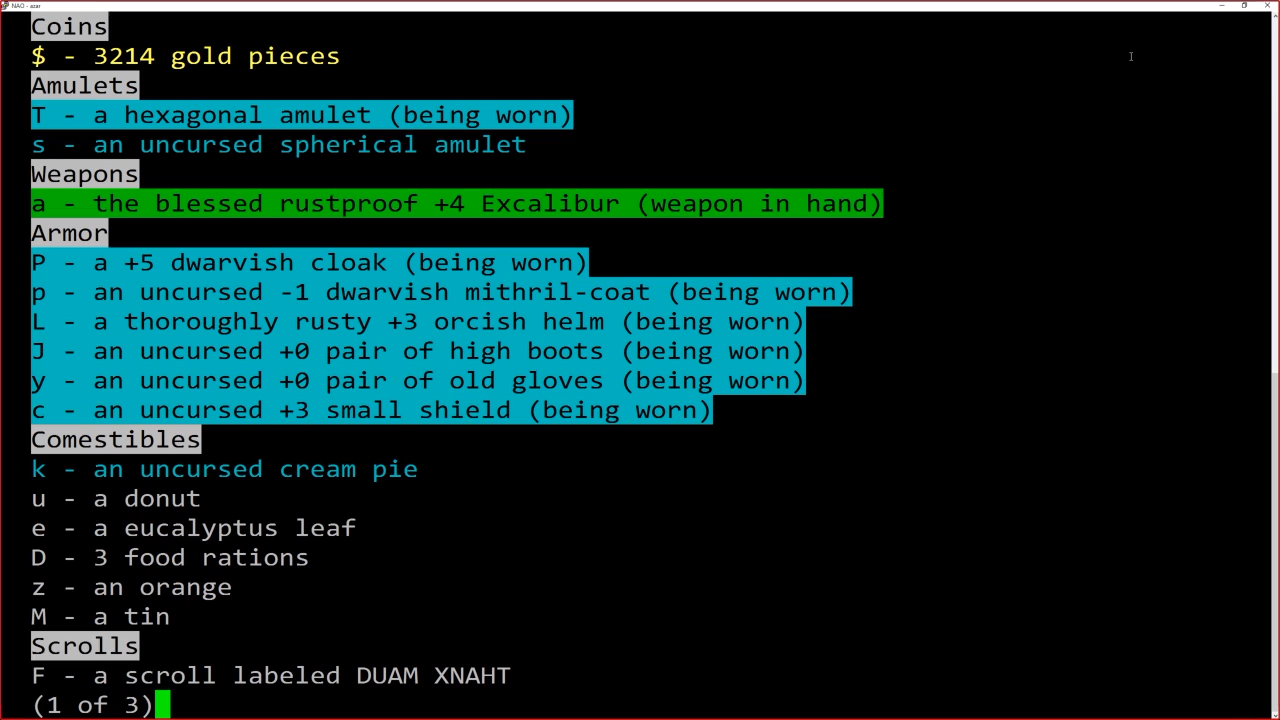 NAO - azar
Coins
$ - 3214 gold pieces
Amulets
T - a hexagonal amulet (being worn)
s - an uncursed spherical amulet
Weapons
a - the blessed rustproof +4 Excalibur (weapon in hand)
Armor
P - a +5 dwarvish cloak (being worn)
p - an uncursed -1 dwarvish mithril-coat (being worn)
L - a thoroughly rusty +3 orcish helm (being worn)
J - an uncursed +0 pair of high boots (being worn)
y - an uncursed +0 pair of old gloves (being worn)
c - an uncursed +3 small shield (being worn)
Comestibles
k - an uncursed cream pie
u - a donut
e - a eucalyptus leaf
D - 3 food rations
z - an orange
M - a tin
Scrolls
F - a scroll labeled DUAM XNAHT
(1 of 3)